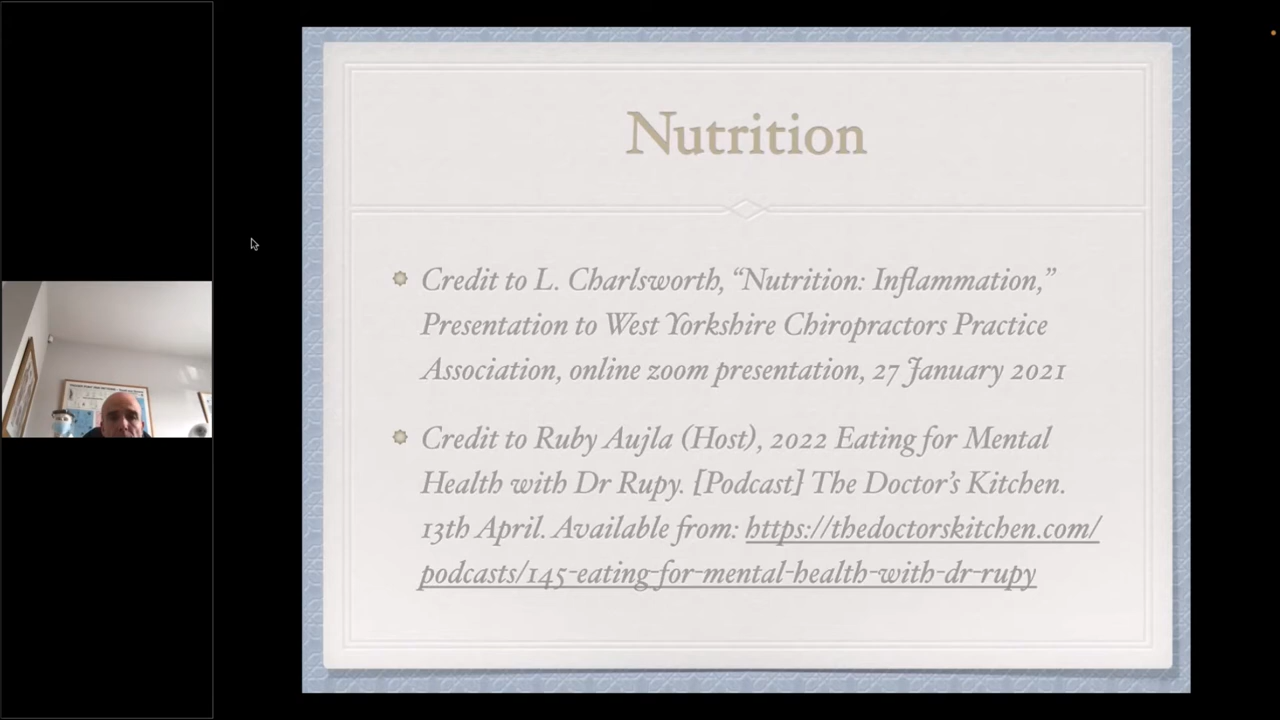 Nutrition
Credit to L. Charlsworth, “Nutrition: Inflammation,”
Presentation to West Yorkshire Chiropractors Practice
Association, online zoom presentation, 27 January 2021
Credit to Ruby Aujla (Host), 2022 Eating for Mental
Health with Dr Rupy. [Podcast] The Doctor’s Kitchen.
13th April. Available from: https://thedoctorskitchen.com/
podcasts/145-eating-for-mental-health-with-dr-rupy